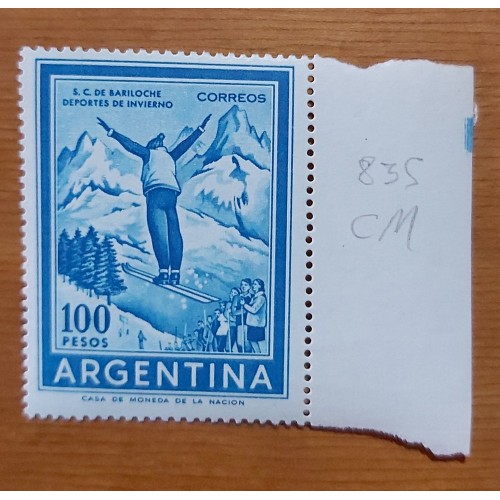 S. C. DE BARILOCHE
DEPORTES DE INVIERNO
CORREOS
100
PESOS
ARGENTINA
CASA DE MONEDA DE LA NACION
835
CM